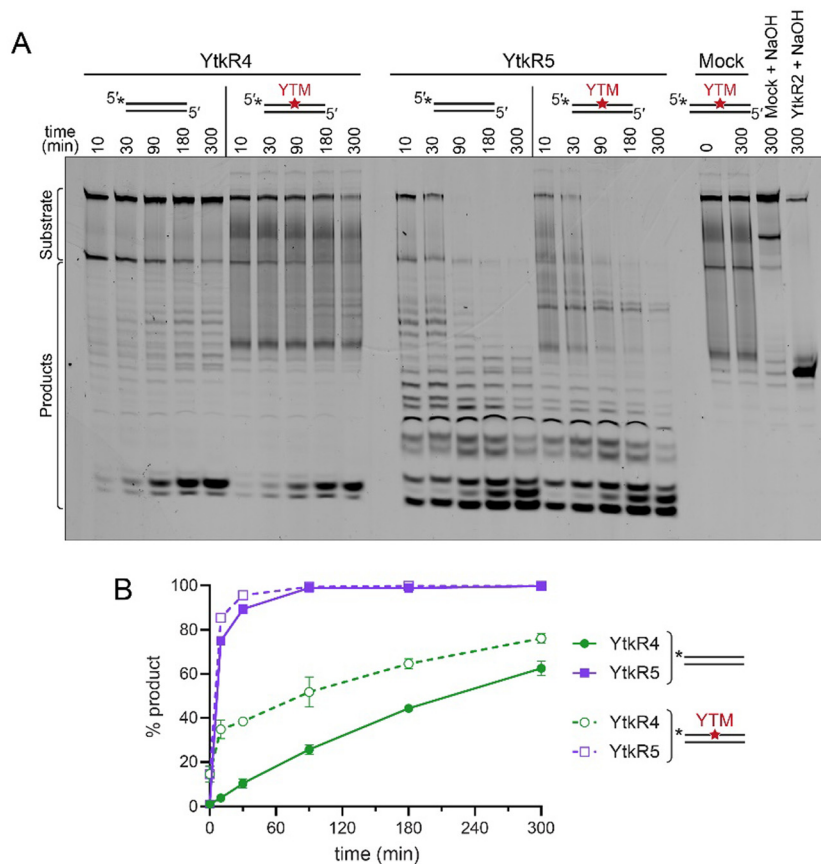 A
YtkR4 YtkR5 Mock Mock + NaOH YtkR2 + NaOH
YTM YTM YTM
5′* 5′ 5′* 5′ 5′* 5′ 5′* 5′ 5′* 5′
time (min) 10 30 90 180 300 10 30 90 180 300 10 30 90 180 300 10 30 90 180 300 0 300 300 300
Substrate
Products
B
100
80
60
40
20
0
% product
0 60 120 180 240 300
time (min)
YtkR4
YtkR5
*
YTM
YtkR4
YtkR5
*